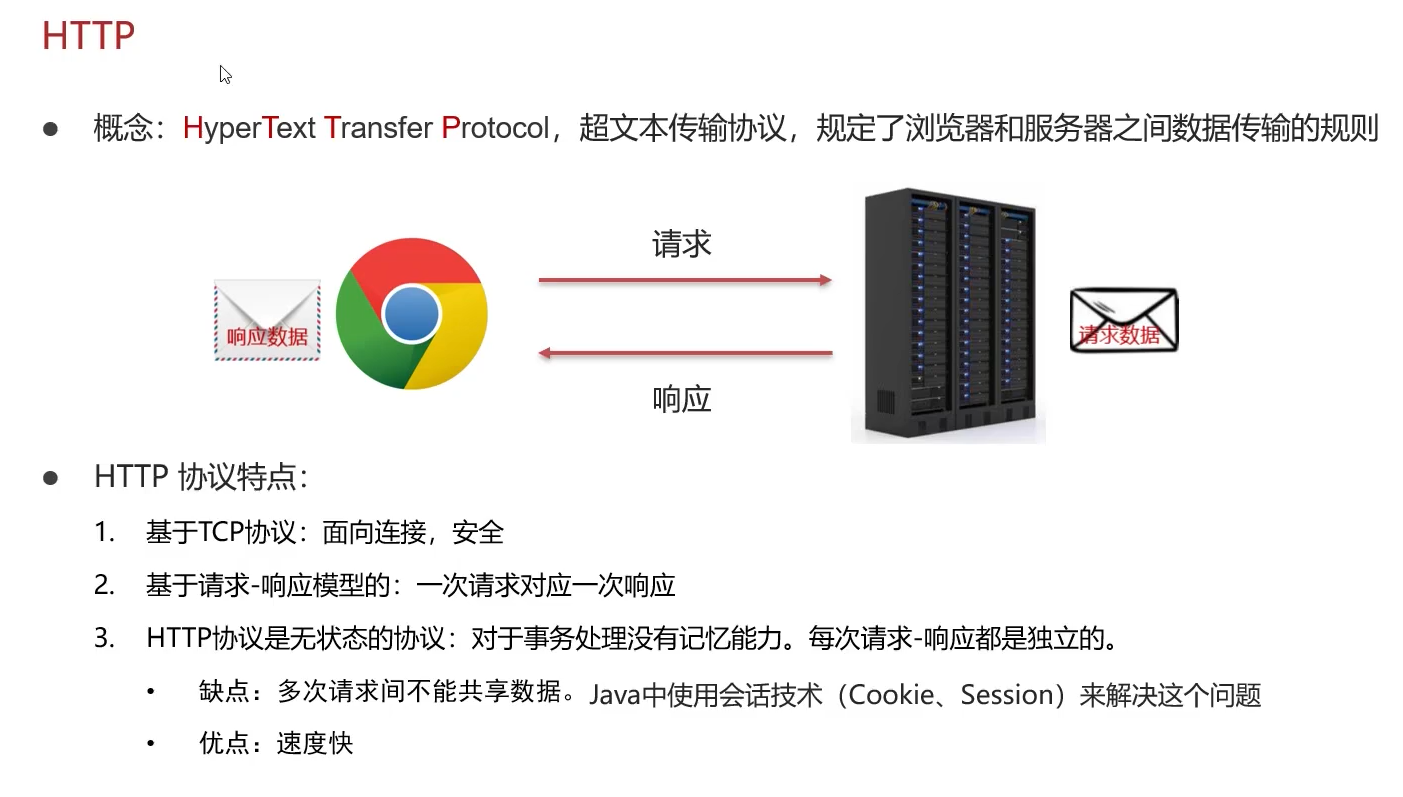 HTTP
概念：HyperText Transfer Protocol，超文本传输协议，规定了浏览器和服务器之间数据传输的规则
请求
响应数据
请求数据
响应
HTTP 协议特点：
1. 基于TCP协议：面向连接，安全
2. 基于请求-响应模型的：一次请求对应一次响应
3. HTTP协议是无状态的协议：对于事务处理没有记忆能力。每次请求-响应都是独立的。
• 缺点：多次请求间不能共享数据。Java中使用会话技术（Cookie、Session）来解决这个问题
• 优点：速度快